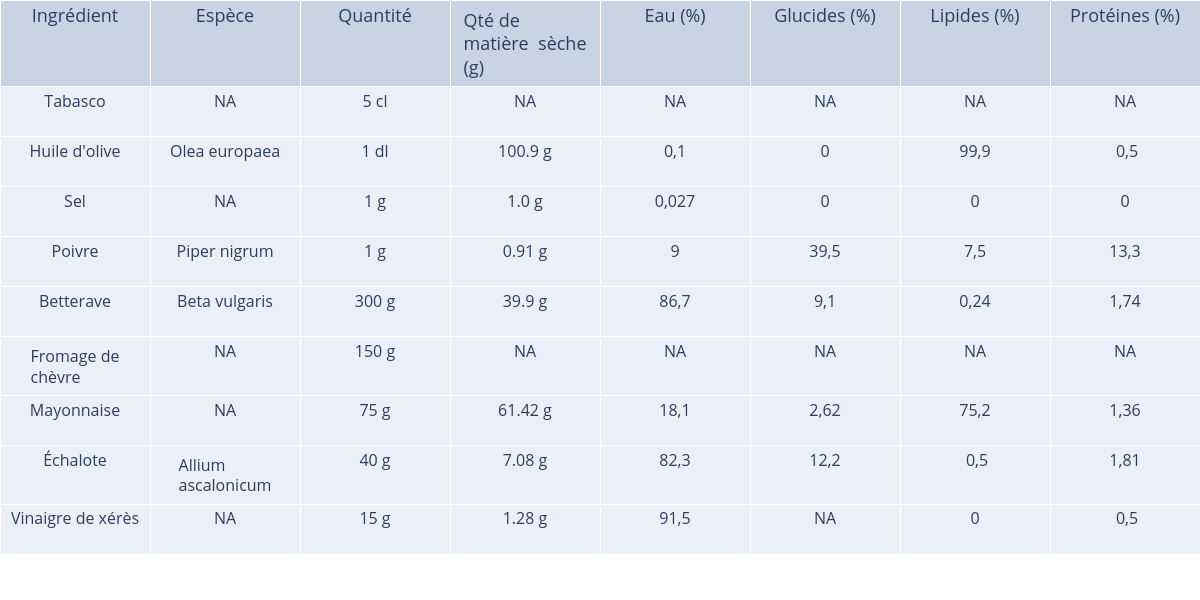 Ingrédient Espèce Quantité Qté de matière sèche (g) Eau (%) Glucides (%) Lipides (%) Protéines (%)
Tabasco NA 5 cl NA NA NA NA NA
Huile d'olive Olea europaea 1 dl 100.9 g 0,1 0 99,9 0,5
Sel NA 1 g 1.0 g 0,027 0 0 0
Poivre Piper nigrum 1 g 0.91 g 9 39,5 7,5 13,3
Betterave Beta vulgaris 300 g 39.9 g 86,7 9,1 0,24 1,74
Fromage de chèvre NA 150 g NA NA NA NA NA
Mayonnaise NA 75 g 61.42 g 18,1 2,62 75,2 1,36
Échalote Allium ascalonicum 40 g 7.08 g 82,3 12,2 0,5 1,81
Vinaigre de xérès NA 15 g 1.28 g 91,5 NA 0 0,5